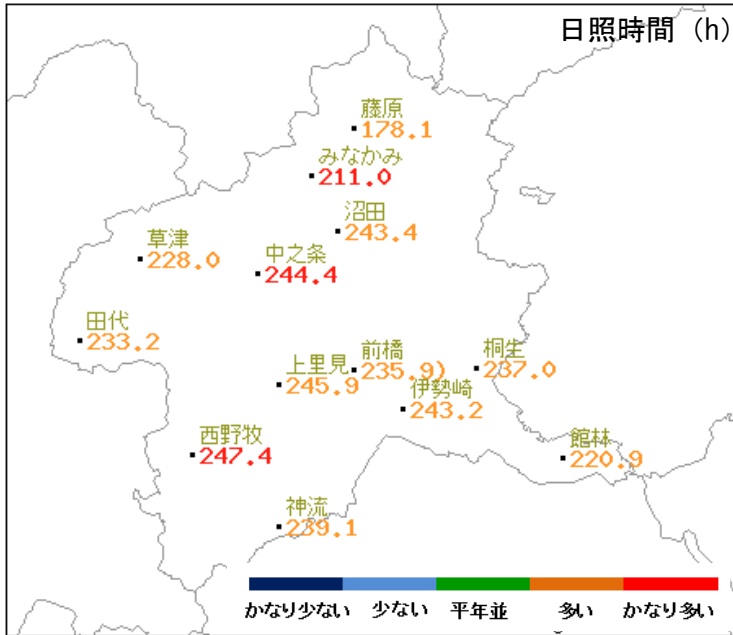 日照時間 (h)
藤原
178.1
みなかみ
211.0
沼田
243.4
草津
228.0
中之条
244.4
田代
233.2
上里見
245.9
前橋
235.9)
桐生
237.0
伊勢崎
243.2
西野牧
247.4
館林
220.9
神流
239.1
かなり少ない 少ない 平年並 多い かなり多い